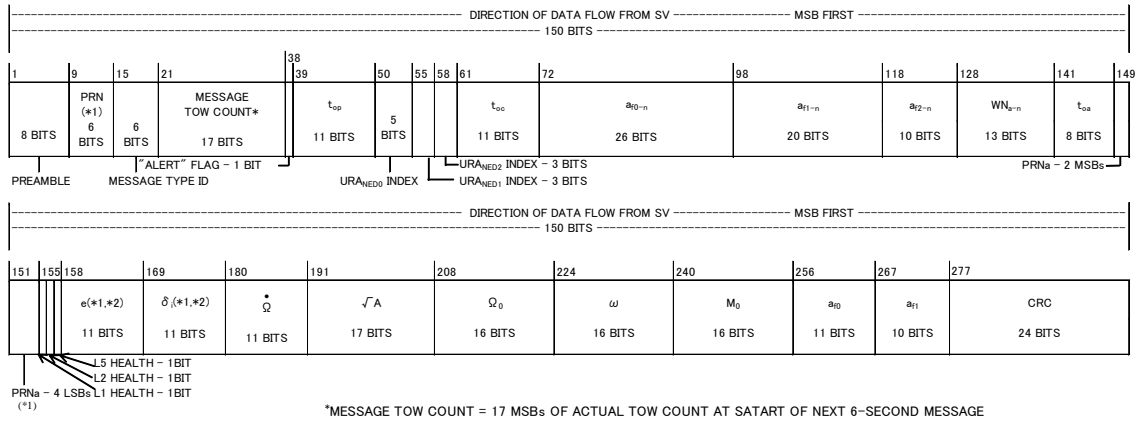 DIRECTION OF DATA FLOW FROM SV MSB FIRST
150 BITS
38
1 9 15 21 39 50 55 58 61 72 98 118 128 141 149
PRN (*1) 6 BITS
MESSAGE TOW COUNT* 17 BITS
8 BITS
6 BITS
t_op 11 BITS
5 BITS
t_oc 11 BITS
a_f0-n 26 BITS
a_f1-n 20 BITS
a_f2-n 10 BITS
WN_a-n 13 BITS
t_oa 8 BITS
"ALERT" FLAG - 1 BIT
URA_NED2 INDEX - 3 BITS
PRNa - 2 MSBs
PREAMBLE
MESSAGE TYPE ID
URA_NED0 INDEX
URA_NED1 INDEX - 3 BITS
DIRECTION OF DATA FLOW FROM SV MSB FIRST
150 BITS
151 155 158 169 180 191 208 224 240 256 267 277
e(*1,*2) 11 BITS
δ_i(*1,*2) 11 BITS
Ω̇ 11 BITS
√A 17 BITS
Ω_0 16 BITS
ω 16 BITS
M_0 16 BITS
a_f0 11 BITS
a_f1 10 BITS
CRC 24 BITS
L5 HEALTH - 1BIT
L2 HEALTH - 1BIT
PRNa - 4 LSBs L1 HEALTH - 1BIT
(*1)
*MESSAGE TOW COUNT = 17 MSBs OF ACTUAL TOW COUNT AT SATART OF NEXT 6-SECOND MESSAGE